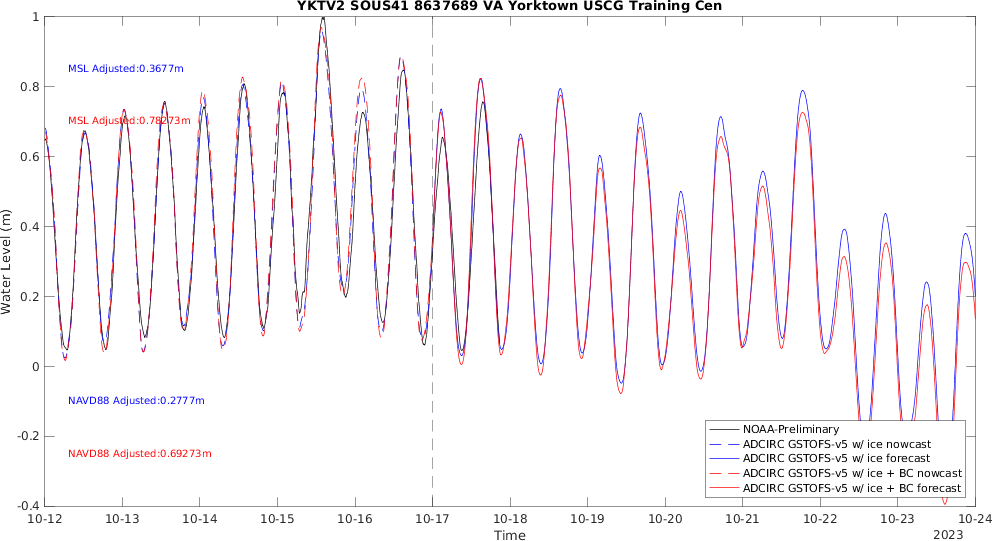 YKTV2 SOUS41 8637689 VA Yorktown USCG Training Cen
1
0.8
0.6
0.4
0.2
0
-0.2
-0.4
Water Level (m)
MSL Adjusted:0.3677m
MSL Adjusted:0.78273m
NAVD88 Adjusted:0.2777m
NAVD88 Adjusted:0.69273m
NOAA-Preliminary
ADCIRC GSTOFS-v5 w/ ice nowcast
ADCIRC GSTOFS-v5 w/ ice forecast
ADCIRC GSTOFS-v5 w/ ice + BC nowcast
ADCIRC GSTOFS-v5 w/ ice + BC forecast
10-12 10-13 10-14 10-15 10-16 10-17 10-18 10-19 10-20 10-21 10-22 10-23 10-24
Time
2023